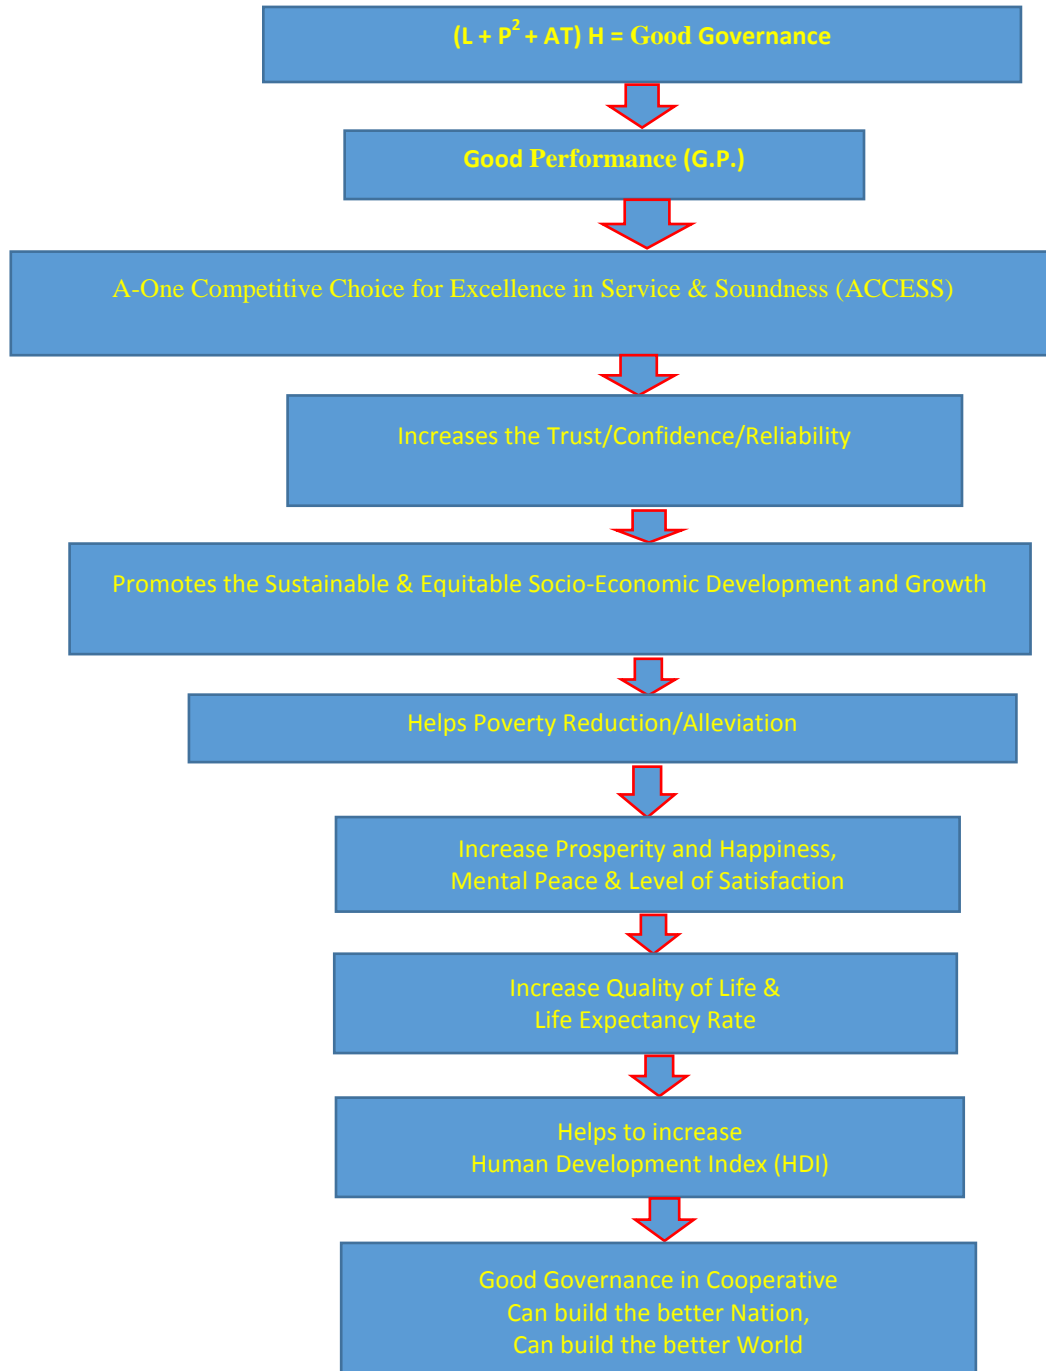 (L + P² + AT) H = Good Governance
Good Performance (G.P.)
A-One Competitive Choice for Excellence in Service & Soundness (ACCESS)
Increases the Trust/Confidence/Reliability
Promotes the Sustainable & Equitable Socio-Economic Development and Growth
Helps Poverty Reduction/Alleviation
Increase Prosperity and Happiness,
Mental Peace & Level of Satisfaction
Increase Quality of Life &
Life Expectancy Rate
Helps to increase
Human Development Index (HDI)
Good Governance in Cooperative
Can build the better Nation,
Can build the better World